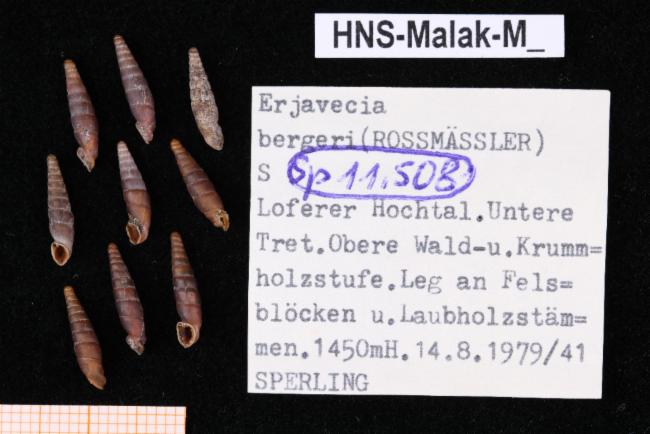 HNS-Malak-M_
Erjavecia
bergeri(ROSSMÄSSLER)
S Sp 11.508
Loferer Hochtal.Untere
Tret.Obere Wald-u.Krumm=
holzstufe.Leg an Fels=
blöcken u.Laubholzstäm=
men.1450mH.14.8.1979/41
SPERLING